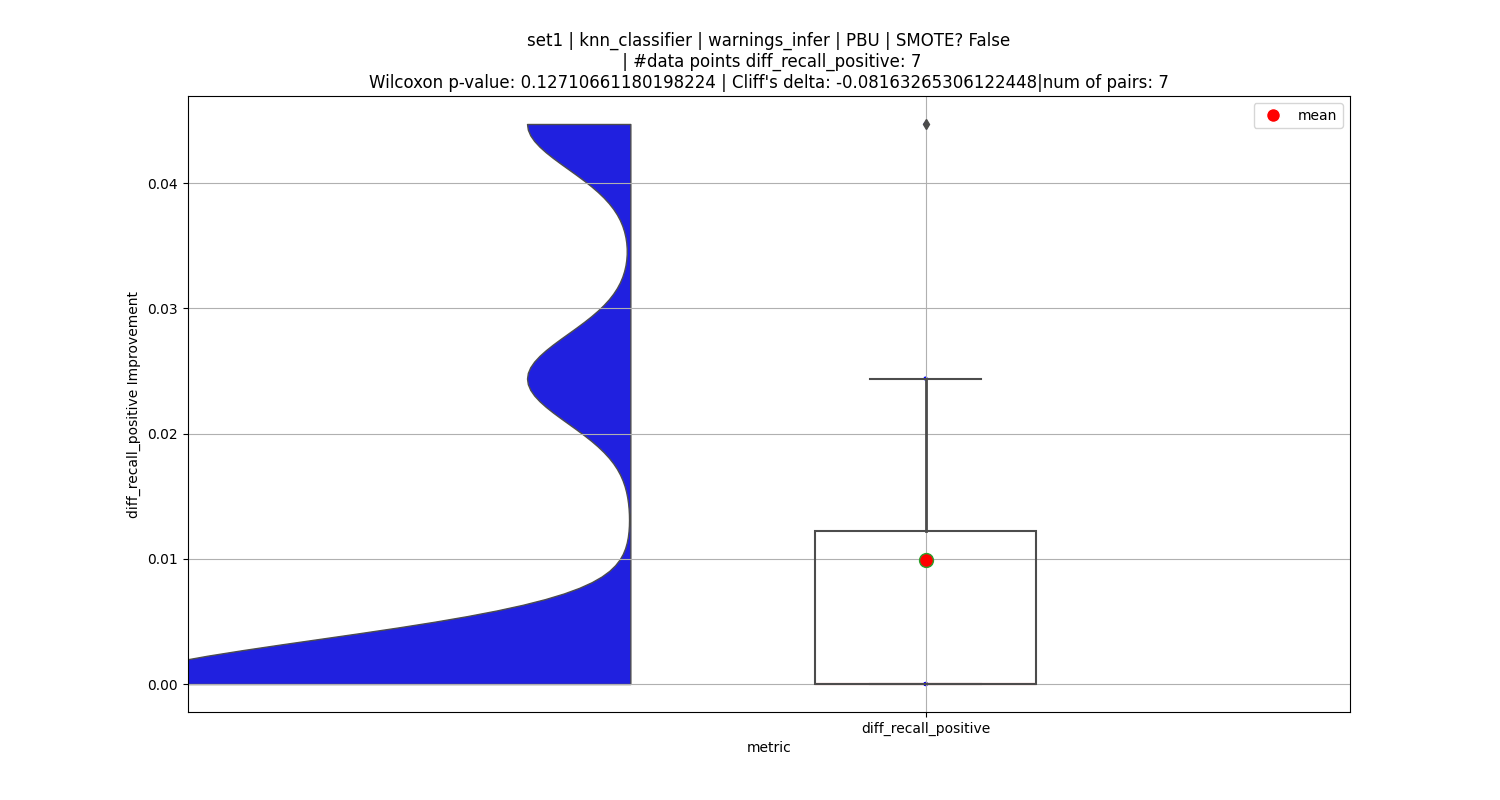 set1 | knn_classifier | warnings_infer | PBU | SMOTE? False
| #data points diff_recall_positive: 7
Wilcoxon p-value: 0.12710661180198224 | Cliff's delta: -0.08163265306122448|num of pairs: 7
mean
0.04
0.03
0.02
0.01
0.00
diff_recall_positive Improvement
diff_recall_positive
metric